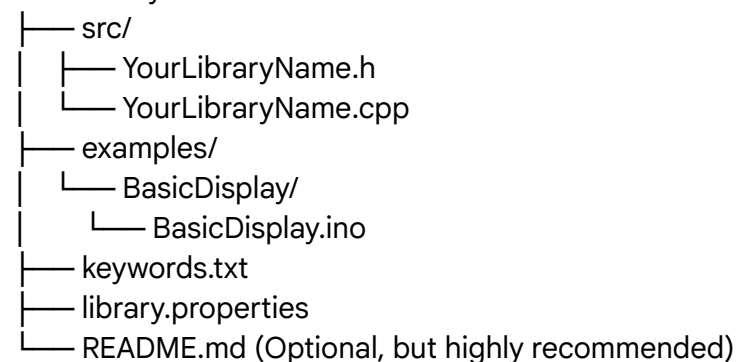 ├── src/
│   ├── YourLibraryName.h
│   └── YourLibraryName.cpp
├── examples/
│   └── BasicDisplay/
│       └── BasicDisplay.ino
├── keywords.txt
├── library.properties
└── README.md (Optional, but highly recommended)